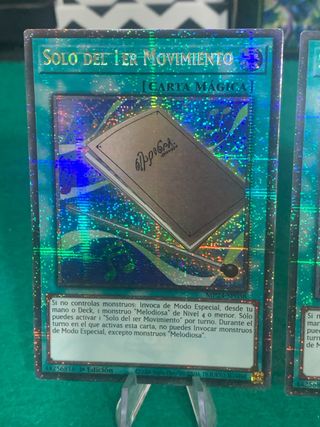 Solo del 1er Movimiento
[Carta Mágica]
Si no controlas monstruos: Invoca de Modo Especial, desde tu
mano o Deck, 1 monstruo "Melodiosa" de Nivel 4 o menor. Sólo
puedes activar 1 "Solo del 1er Movimiento" por turno. Durante el
turno en el que activas esta carta, no puedes Invocar monstruos
de Modo Especial, excepto monstruos "Melodiosa".
1ª Edición